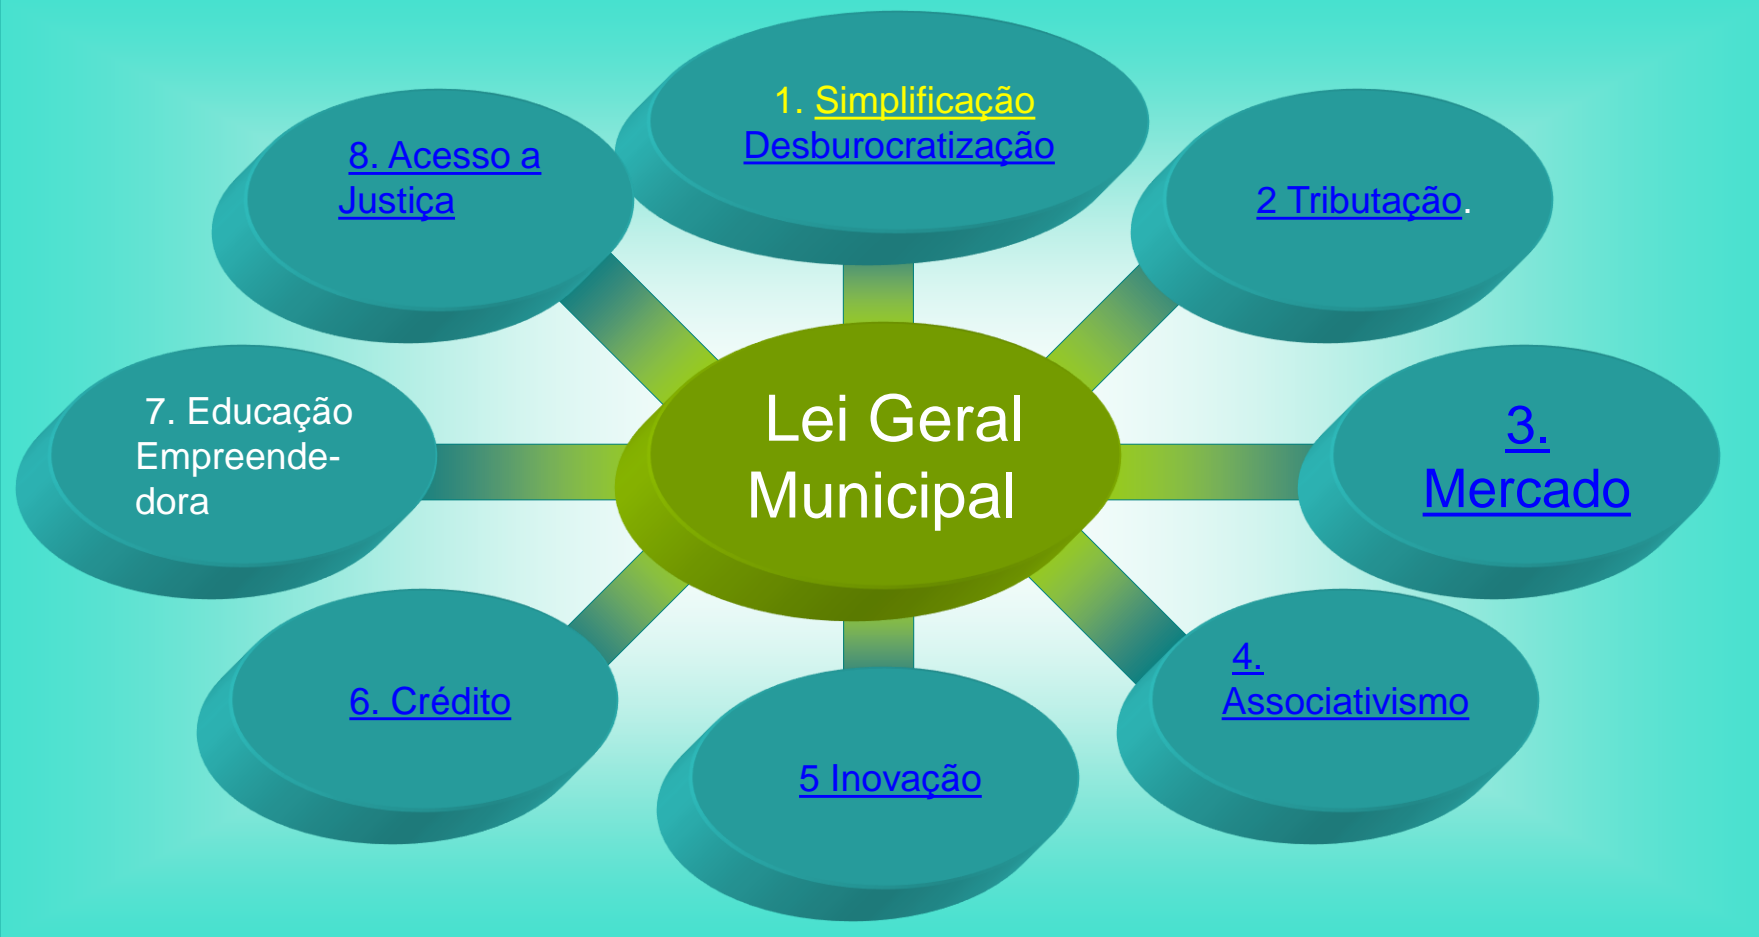 1. Simplificação
Desburocratização
2 Tributação.
3.
Mercado
4.
Associativismo
5 Inovação
6. Crédito
7. Educação
Empreende-
dora
8. Acesso a
Justiça
Lei Geral
Municipal